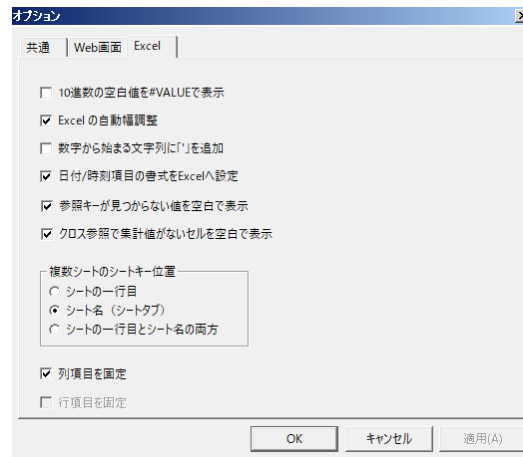 オプション
共通 Web画面 Excel
10進数の空白値を#VALUEで表示
Excel の自動幅調整
数字から始まる文字列に「'」を追加
日付/時刻項目の書式をExcelへ設定
参照キーが見つからない値を空白で表示
クロス参照で集計値がないセルを空白で表示
複数シートのシートキー位置
シートの一行目
シート名（シートタブ）
シートの一行目とシート名の両方
列項目を固定
行項目を固定
OK キャンセル 適用(A)